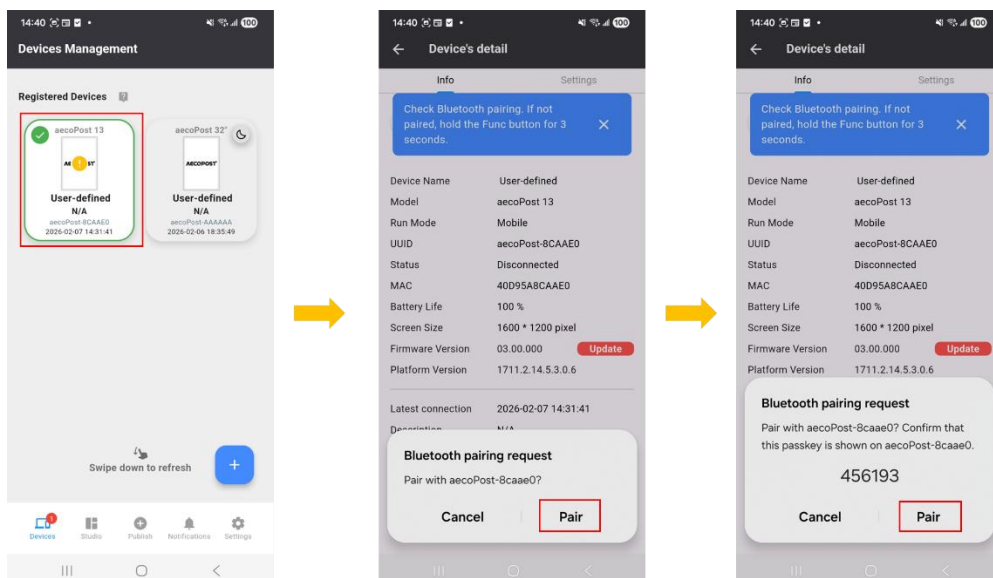 14:40
100
Devices Management
Registered Devices
aecoPost 13
User-defined
N/A
aecoPost-8CAAE0
2026-02-07 14:31:41
aecoPost 32"
AECOPOST
User-defined
N/A
aecoPost-AAAAAA
2026-02-06 18:35:49
Swipe down to refresh
+
1
Devices
Studio
Publish
Notifications
Settings
14:40
100
Device's detail
Info
Settings
Check Bluetooth pairing. If not
paired, hold the Func button for 3
seconds.
Device Name User-defined
Model aecoPost 13
Run Mode Mobile
UUID aecoPost-8CAAE0
Status Disconnected
MAC 40D95A8CAAE0
Battery Life 100 %
Screen Size 1600 * 1200 pixel
Firmware Version 03.00.000 Update
Platform Version 1711.2.14.5.3.0.6
Latest connection 2026-02-07 14:31:41
Description N/A
Bluetooth pairing request
Pair with aecoPost-8caae0?
Cancel
Pair
14:40
100
Device's detail
Info
Settings
Check Bluetooth pairing. If not
paired, hold the Func button for 3
seconds.
Device Name User-defined
Model aecoPost 13
Run Mode Mobile
UUID aecoPost-8CAAE0
Status Disconnected
MAC 40D95A8CAAE0
Battery Life 100 %
Screen Size 1600 * 1200 pixel
Firmware Version 03.00.000 Update
Platform Version 1711.2.14.5.3.0.6
Bluetooth pairing request
Pair with aecoPost-8caae0? Confirm that
this passkey is shown on aecoPost-8caae0.
456193
Cancel
Pair